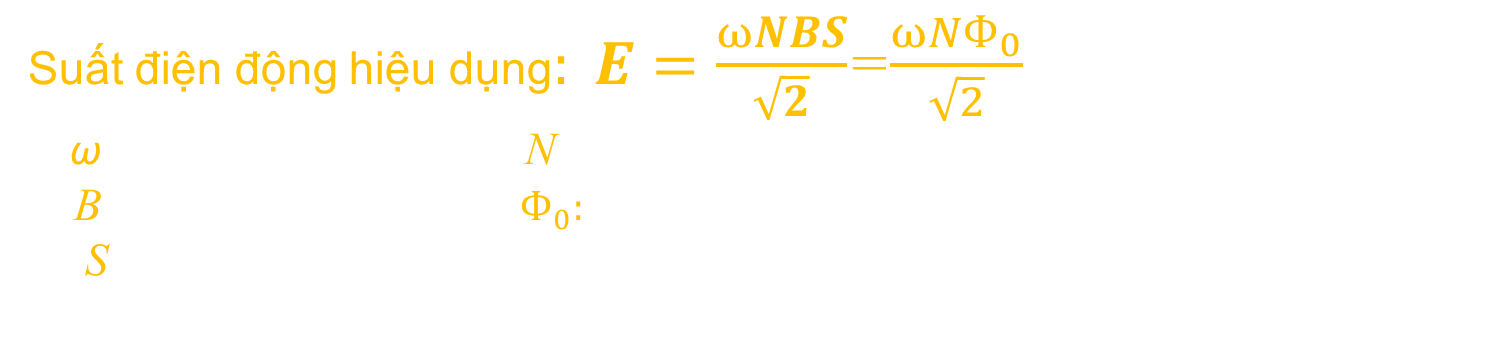 Suất điện động hiệu dụng: E = ωNBS/√2 = ωNΦ₀/√2
ω N
B Φ₀:
S